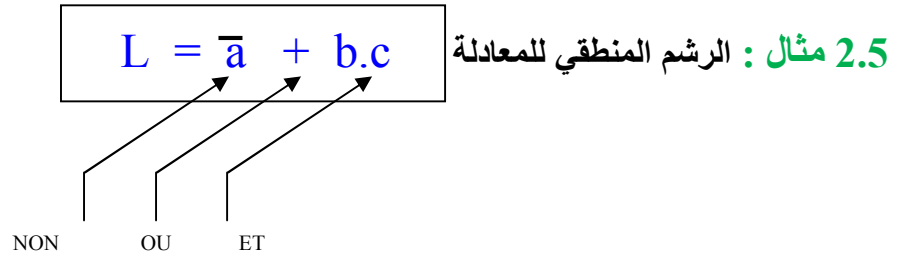 2.5 مثال : الرشم المنطقي للمعادلة L = a̅ + b.c
NON OU ET